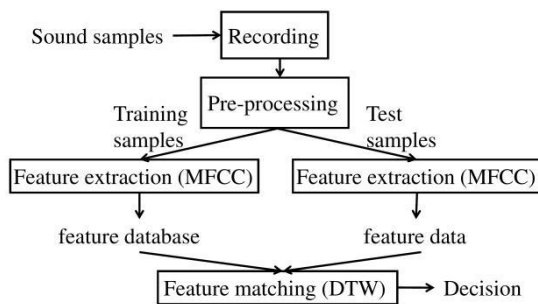 Sound samples
Recording
Pre-processing
Training
samples
Test
samples
Feature extraction (MFCC)
Feature extraction (MFCC)
feature database
feature data
Feature matching (DTW)
Decision